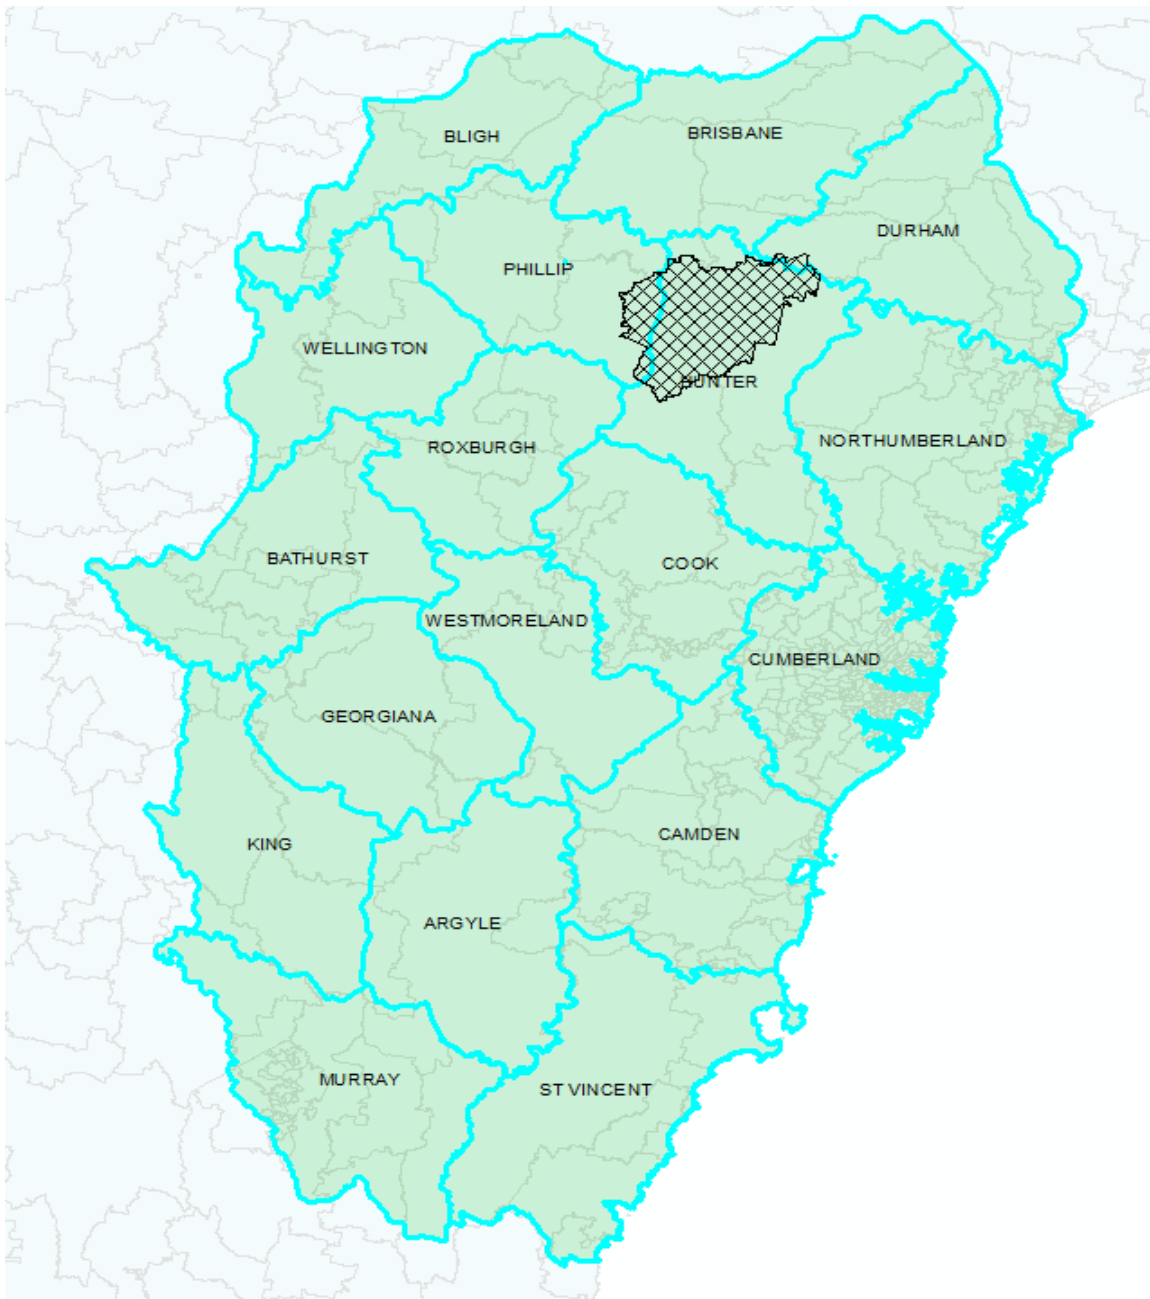 BLIGH
BRISBANE
DURHAM
PHILLIP
WELLINGTON
HUNTER
ROXBURGH
NORTHUMBERLAND
BATHURST
COOK
WESTMORELAND
CUMBERLAND
GEORGIANA
CAMDEN
KING
ARGYLE
MURRAY
ST VINCENT